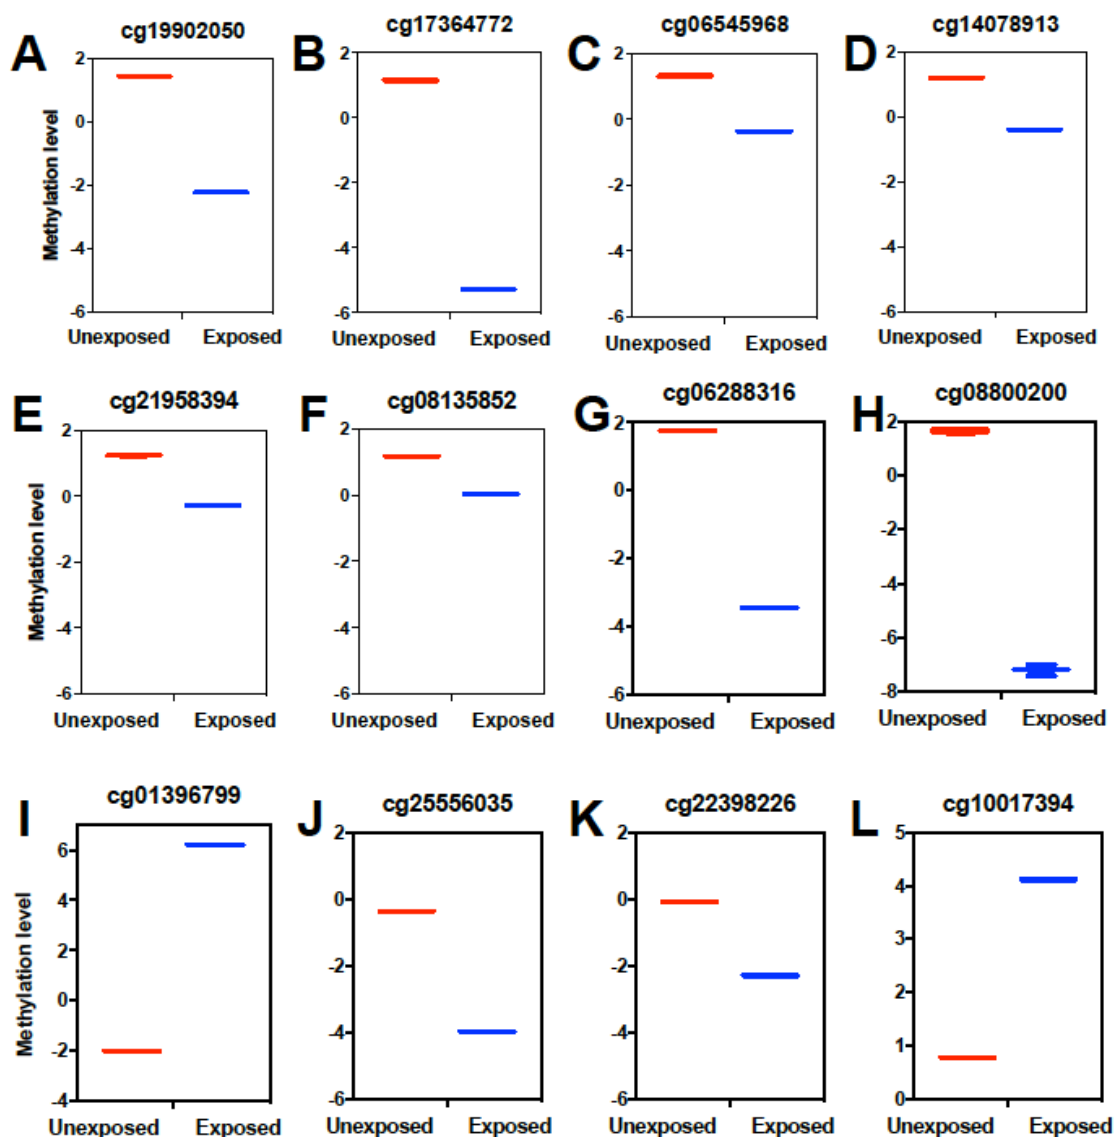 A cg19902050
B cg17364772
C cg06545968
D cg14078913
Methylation level
2
0
-2
-4
-6
Unexposed Exposed
2
0
-2
-4
-6
Unexposed Exposed
2
0
-2
-4
-6
Unexposed Exposed
2
0
-2
-4
-6
Unexposed Exposed
E cg21958394
F cg08135852
G cg06288316
H cg08800200
Methylation level
2
0
-2
-4
-6
Unexposed Exposed
2
0
-2
-4
-6
Unexposed Exposed
2
0
-2
-4
-6
Unexposed Exposed
2
0
-2
-4
-6
-8
Unexposed Exposed
I cg01396799
J cg25556035
K cg22398226
L cg10017394
Methylation level
6
4
2
0
-2
-4
Unexposed Exposed
2
0
-2
-4
-6
Unexposed Exposed
2
0
-2
-4
-6
Unexposed Exposed
5
4
3
2
1
0
Unexposed Exposed